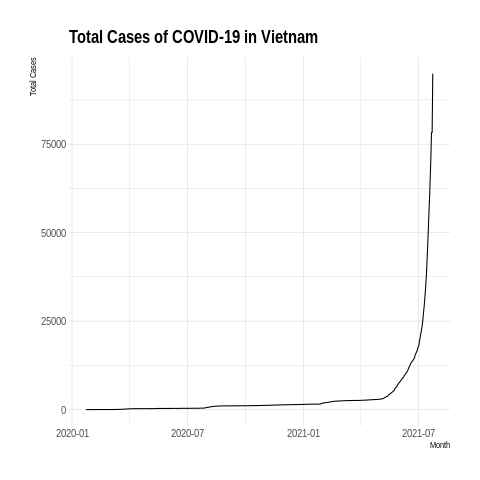 Total Cases of COVID-19 in Vietnam
Total Cases
75000
50000
25000
0
2020-01 2020-07 2021-01 2021-07
Month